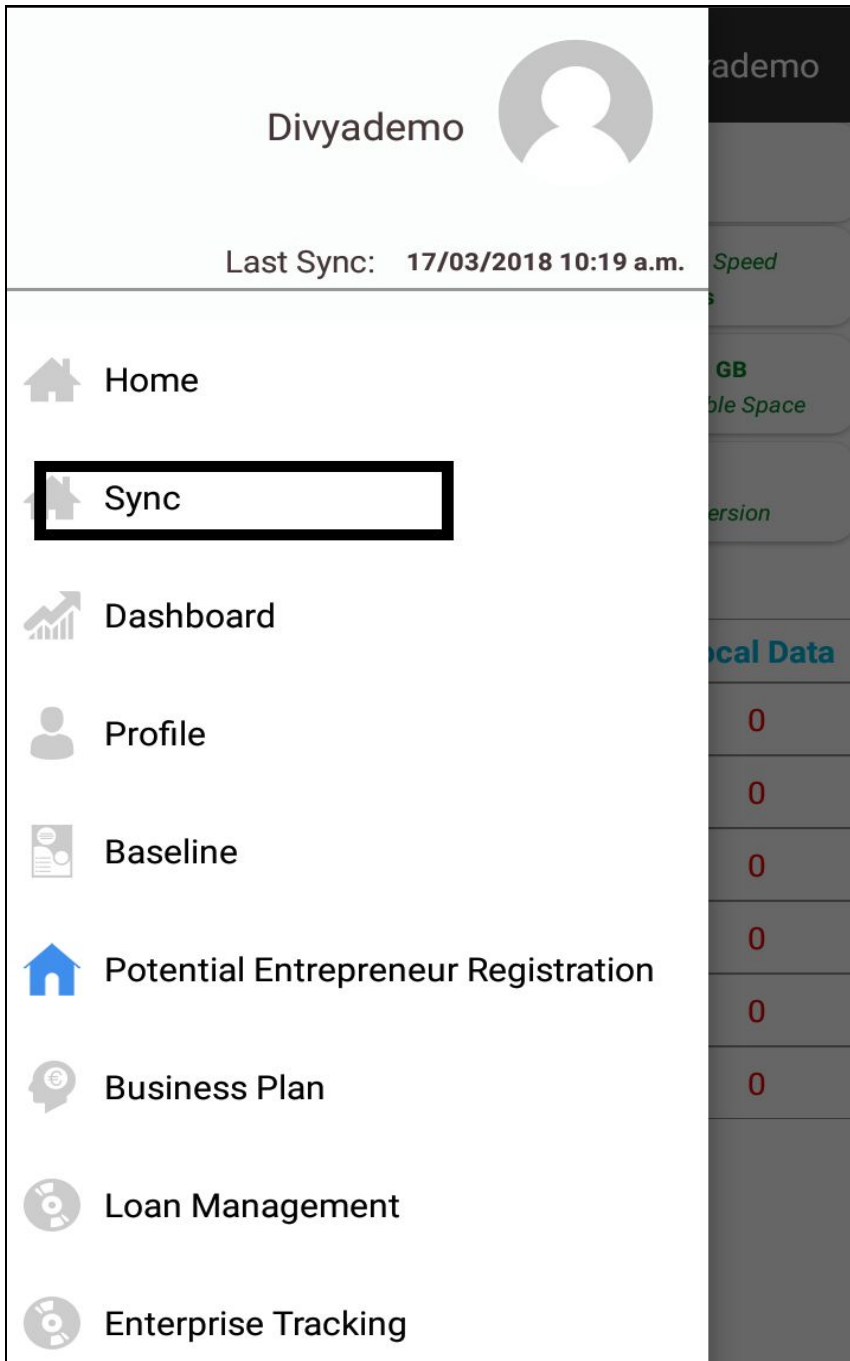 Divyademo
Last Sync: 17/03/2018 10:19 a.m.
Home
Sync
Dashboard
Profile
Baseline
Potential Entrepreneur Registration
Business Plan
Loan Management
Enterprise Tracking
ademo
Speed
s
GB
ble Space
ersion
ocal Data
0
0
0
0
0
0